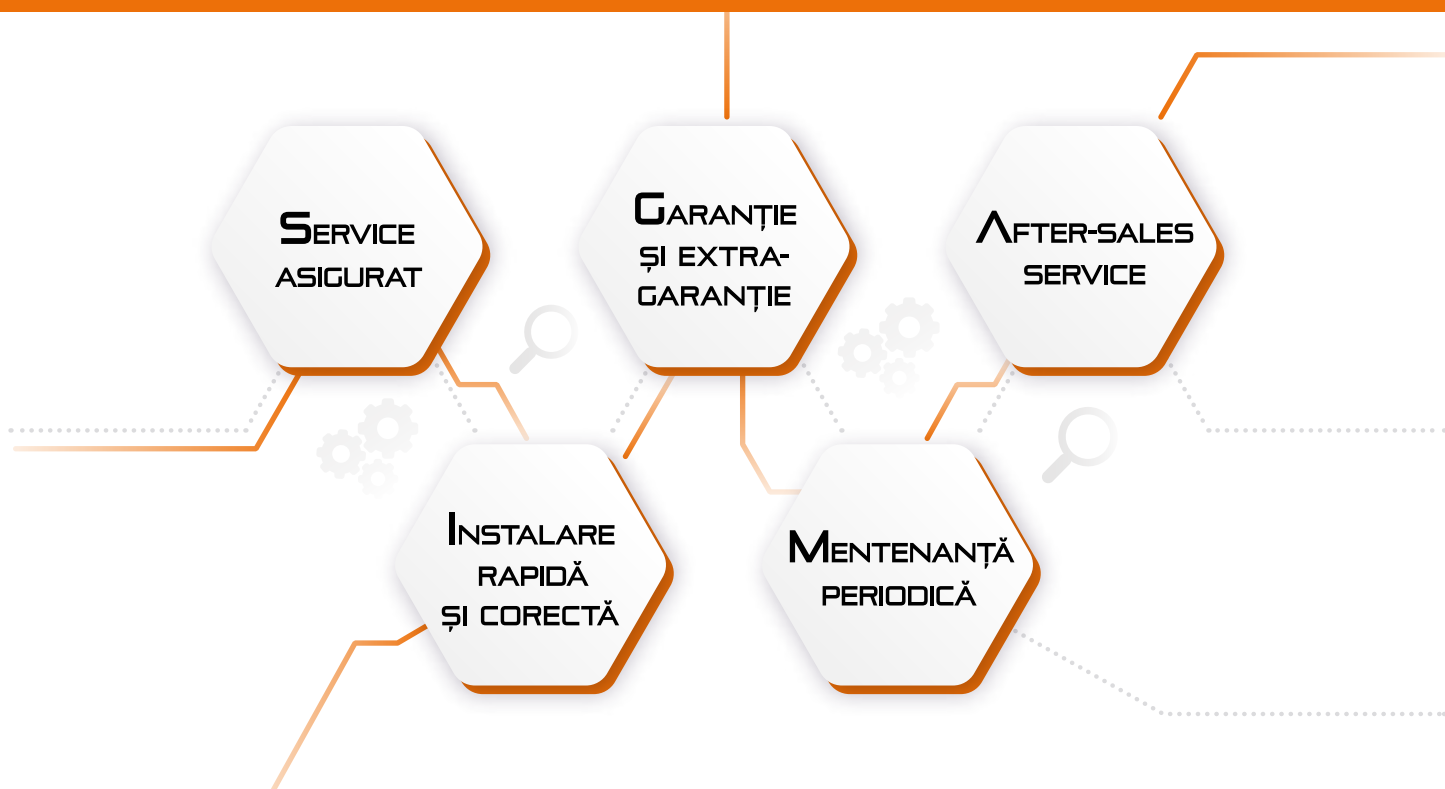 Service
asigurat
Garanție
și extra-
garanție
After-sales
service
Instalare
rapidă
și corectă
Mentenanță
periodică